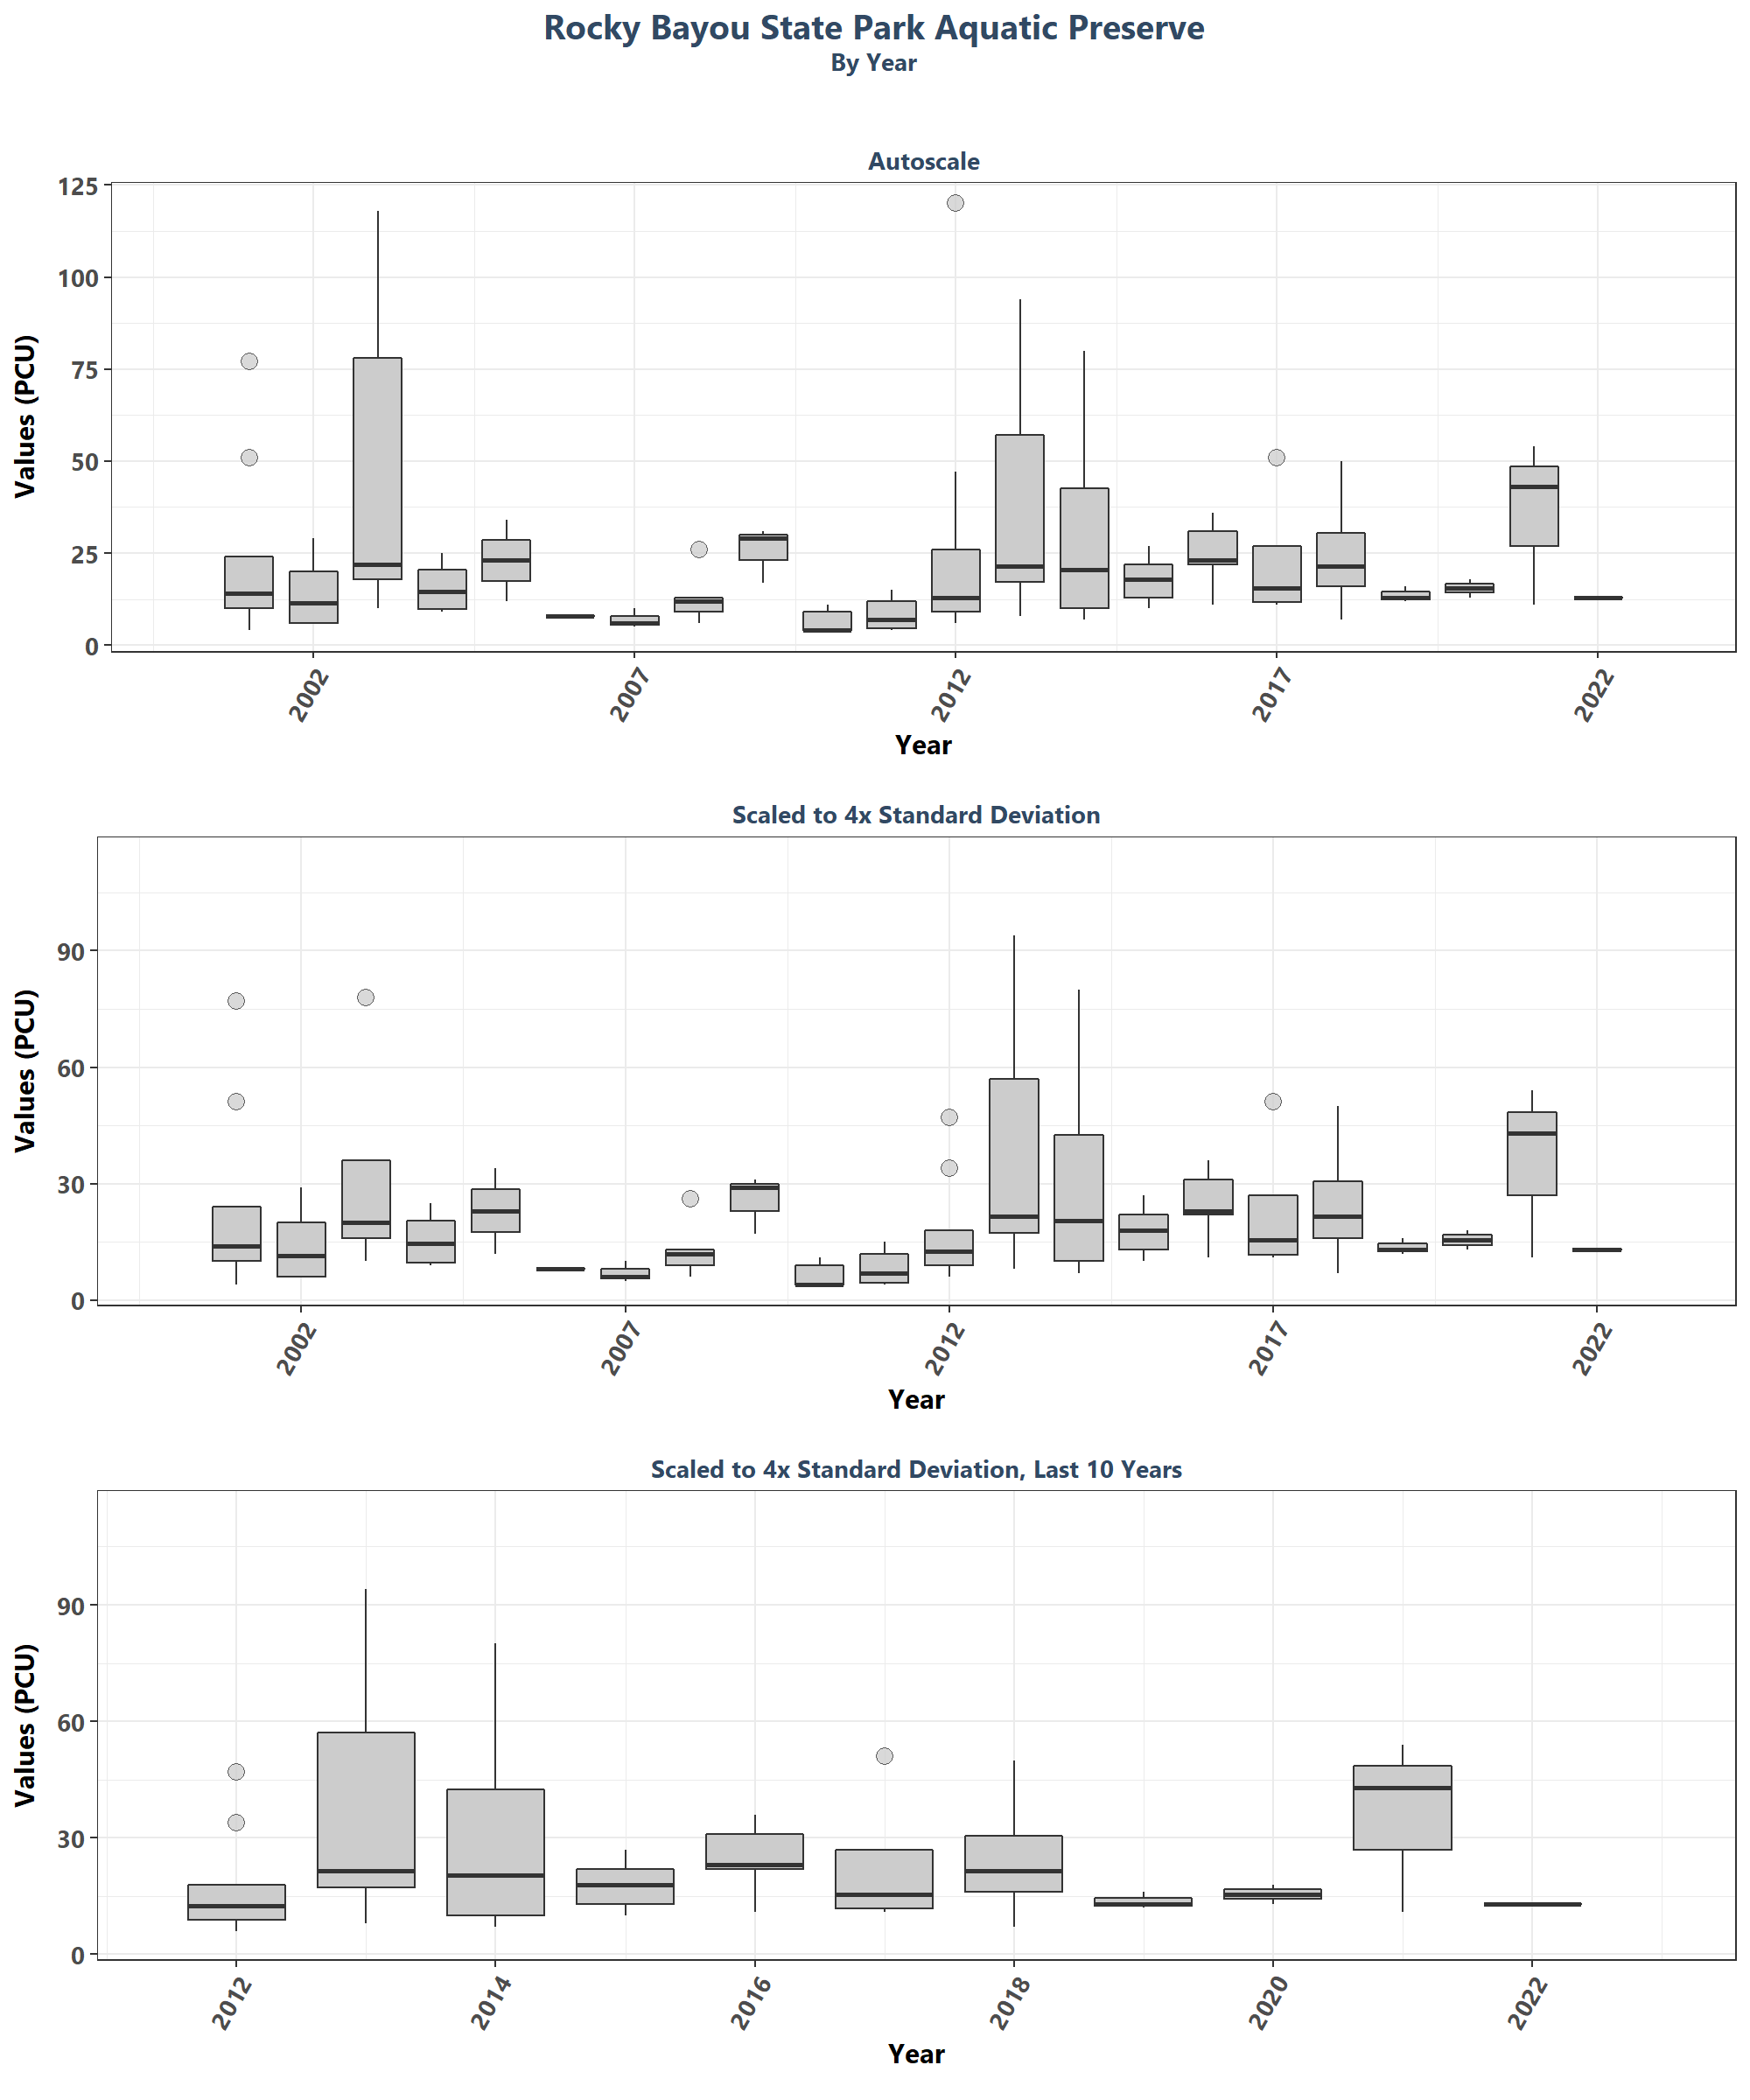 Rocky Bayou State Park Aquatic Preserve
By Year
Autoscale
125
100
75
50
25
0
Values (PCU)
2002 2007 2012 2017 2022
Year
Scaled to 4x Standard Deviation
90
60
30
0
Values (PCU)
2002 2007 2012 2017 2022
Year
Scaled to 4x Standard Deviation, Last 10 Years
90
60
30
0
Values (PCU)
2012 2014 2016 2018 2020 2022
Year